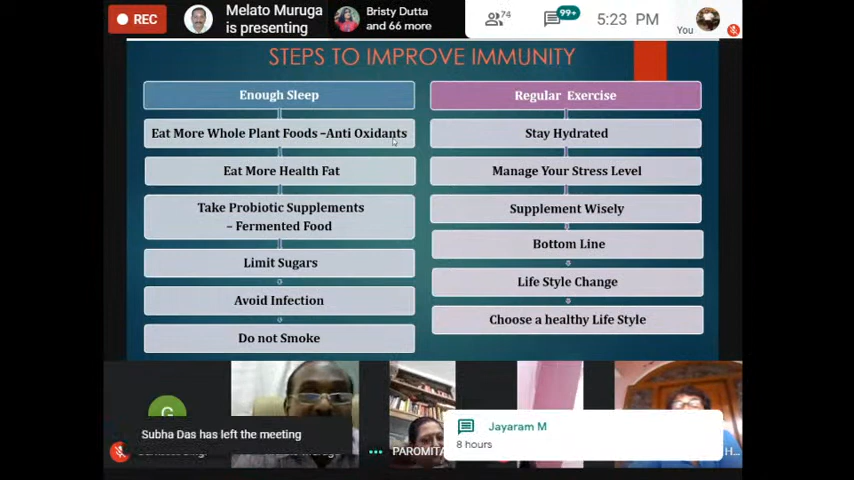 REC
Melato Muruga
is presenting
Bristy Dutta
and 66 more
74
99+
5:23 PM
You
STEPS TO IMPROVE IMMUNITY
Enough Sleep
Eat More Whole Plant Foods –Anti Oxidants
Eat More Health Fat
Take Probiotic Supplements
– Fermented Food
Limit Sugars
Avoid Infection
Do not Smoke
Regular Exercise
Stay Hydrated
Manage Your Stress Level
Supplement Wisely
Bottom Line
Life Style Change
Choose a healthy Life Style
G
Subha Das has left the meeting
PAROMITA
Jayaram M
8 hours
H...